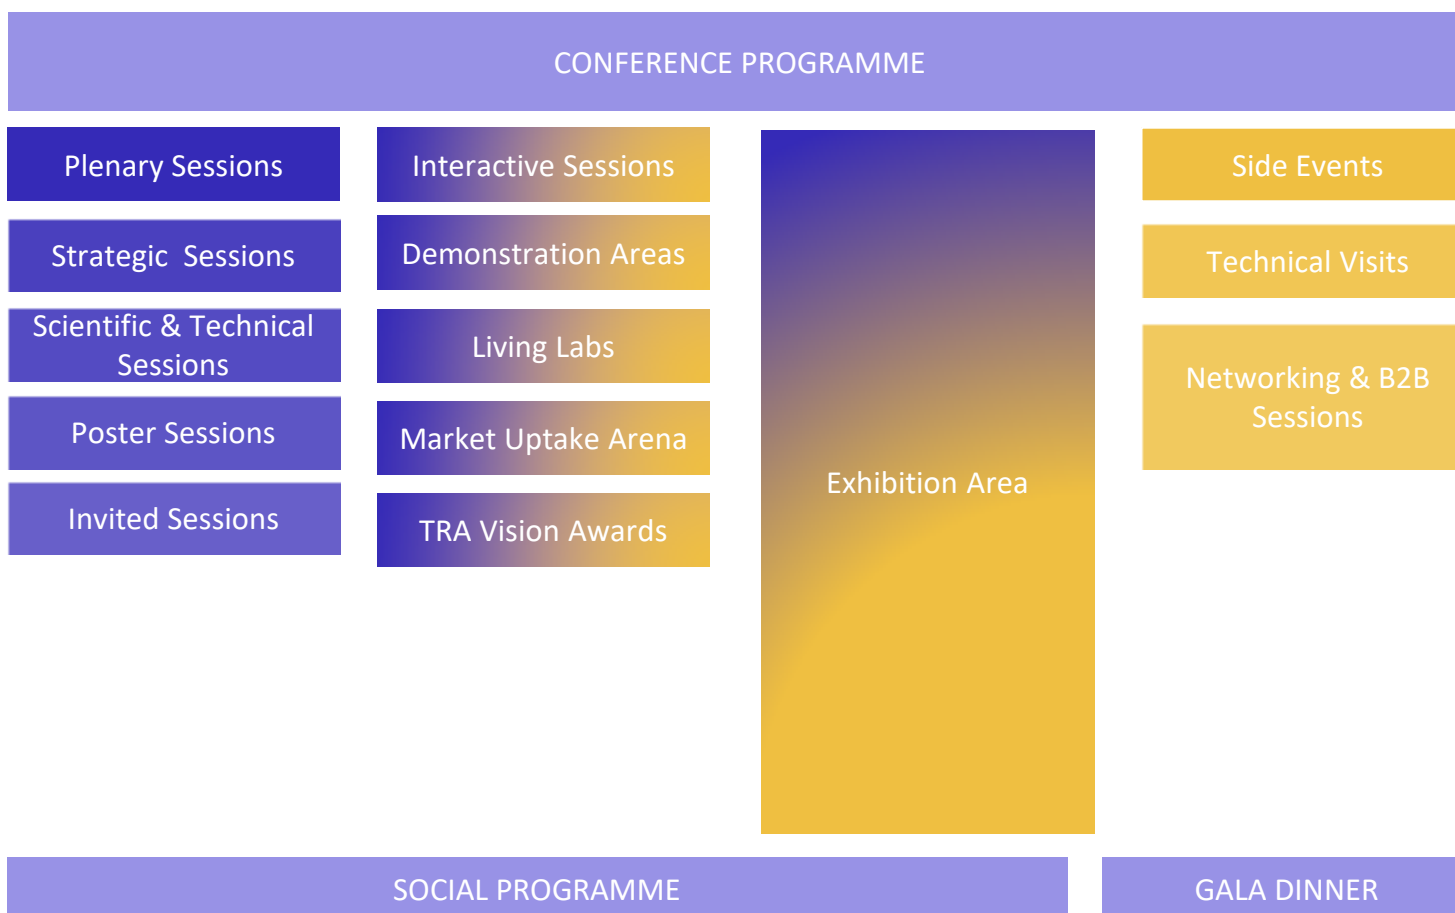 CONFERENCE PROGRAMME
Plenary Sessions
Strategic  Sessions
Scientific & Technical
Sessions
Poster Sessions
Invited Sessions
Interactive Sessions
Demonstration Areas
Living Labs
Market Uptake Arena
TRA Vision Awards
Exhibition Area
Side Events
Technical Visits
Networking & B2B
Sessions
SOCIAL PROGRAMME
GALA DINNER